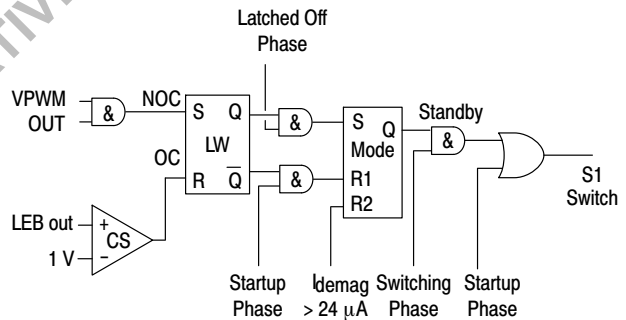 Latched Off
Phase
VPWM
OUT
&
NOC
S
Q
LW
OC
R
Q
&
&
S
Q
Mode
R1
R2
Standby
&
S1
Switch
LEB out
+
CS
1 V
−
Startup
Phase
Idemag
> 24 μA
Switching
Phase
Startup
Phase